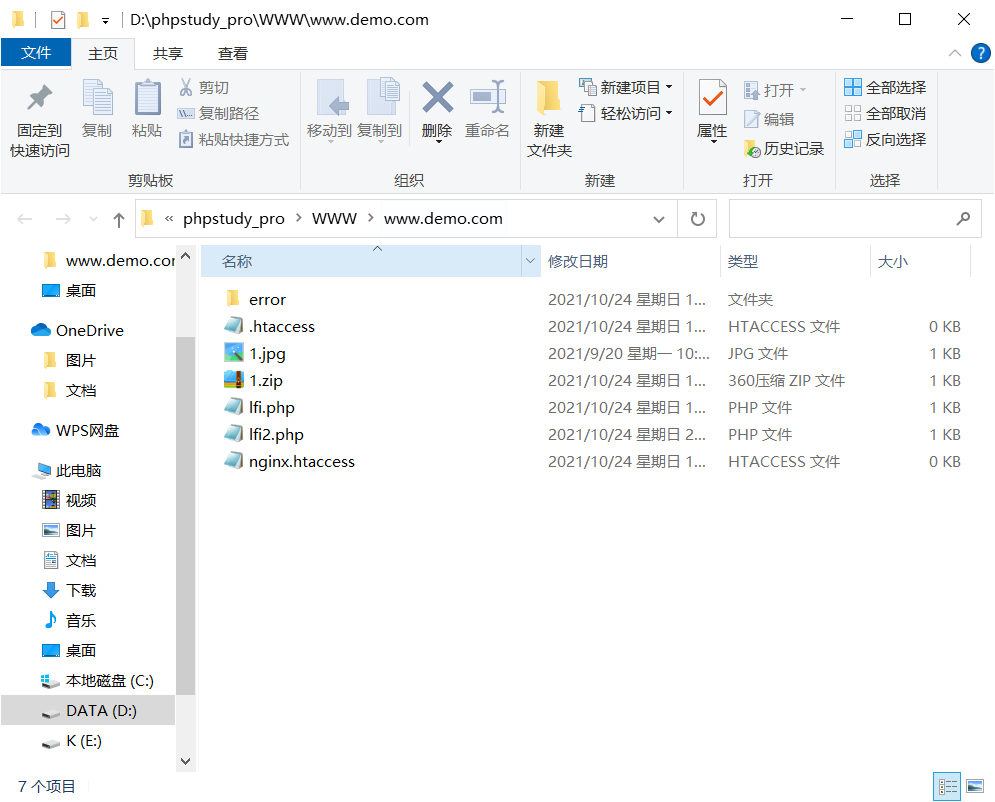 D:\phpstudy_pro\WWW\www.demo.com
文件 主页 共享 查看
固定到快速访问 复制 粘贴 剪切 复制路径 粘贴快捷方式
剪贴板
移动到 复制到 删除 重命名
组织
新建文件夹 新建项目 轻松访问
新建
属性 打开 编辑 历史记录
打开
全部选择 全部取消 反向选择
选择
« phpstudy_pro > WWW > www.demo.com
www.demo.cor
桌面
OneDrive
图片
文档
WPS网盘
此电脑
视频
图片
文档
下载
音乐
桌面
本地磁盘 (C:)
DATA (D:)
K (E:)
名称 修改日期 类型 大小
error 2021/10/24 星期日 1... 文件夹
.htaccess 2021/10/24 星期日 1... HTACCESS 文件 0 KB
1.jpg 2021/9/20 星期一 10:... JPG 文件 1 KB
1.zip 2021/10/24 星期日 1... 360压缩 ZIP 文件 1 KB
lfi.php 2021/10/24 星期日 1... PHP 文件 1 KB
lfi2.php 2021/10/24 星期日 2... PHP 文件 1 KB
nginx.htaccess 2021/10/24 星期日 1... HTACCESS 文件 0 KB
7 个项目